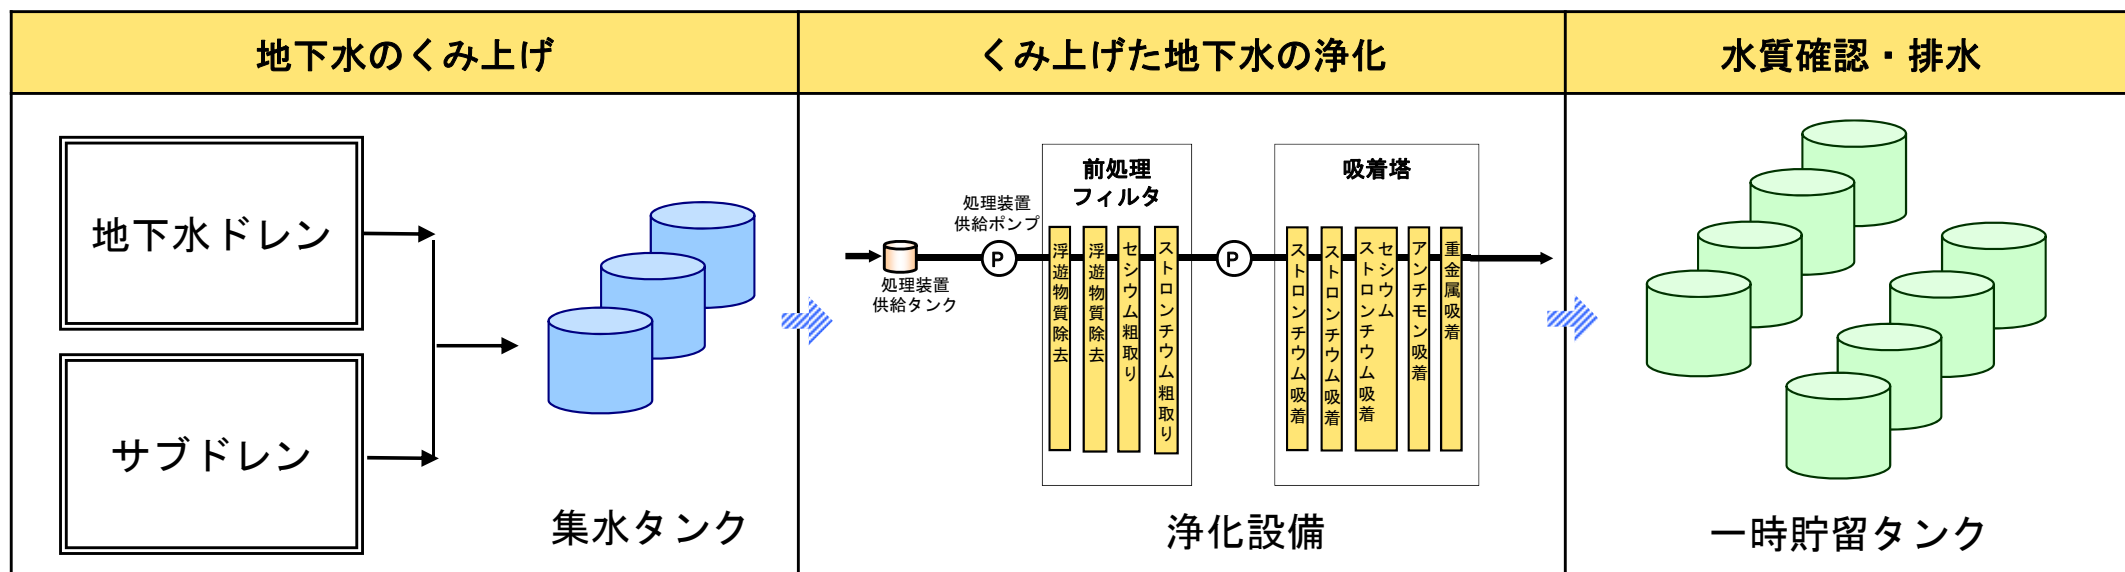 地下水のくみ上げ
くみ上げた地下水の浄化
水質確認・排水
地下水ドレン
サブドレン
集水タンク
処理装置
供給タンク
処理装置
供給ポンプ
P
前処理
フィルタ
浮遊物質除去
浮遊物質除去
セシウム粗取り
ストロンチウム粗取り
P
吸着塔
ストロンチウム吸着
ストロンチウム吸着
セシウム
ストロンチウム吸着
アンチモン吸着
重金属吸着
浄化設備
一時貯留タンク